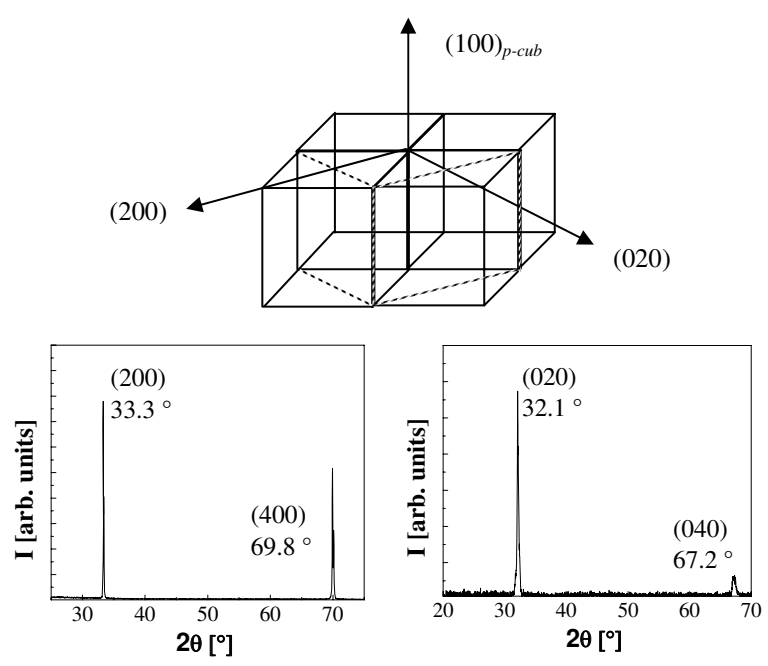 (100)p-cub
(200)
(020)
(200)
33.3 °
(400)
69.8 °
I [arb. units]
30 40 50 60 70
2θ [°]
(020)
32.1 °
(040)
67.2 °
I [arb. units]
20 30 40 50 60 70
2θ [°]